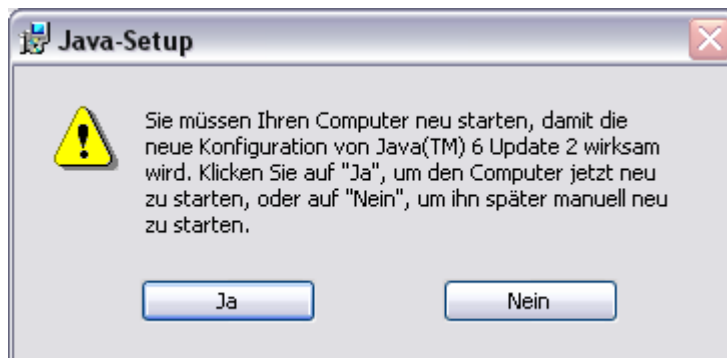 Java-Setup
Sie müssen Ihren Computer neu starten, damit die
neue Konfiguration von Java(TM) 6 Update 2 wirksam
wird. Klicken Sie auf "Ja", um den Computer jetzt neu
zu starten, oder auf "Nein", um ihn später manuell neu
zu starten.
Ja Nein